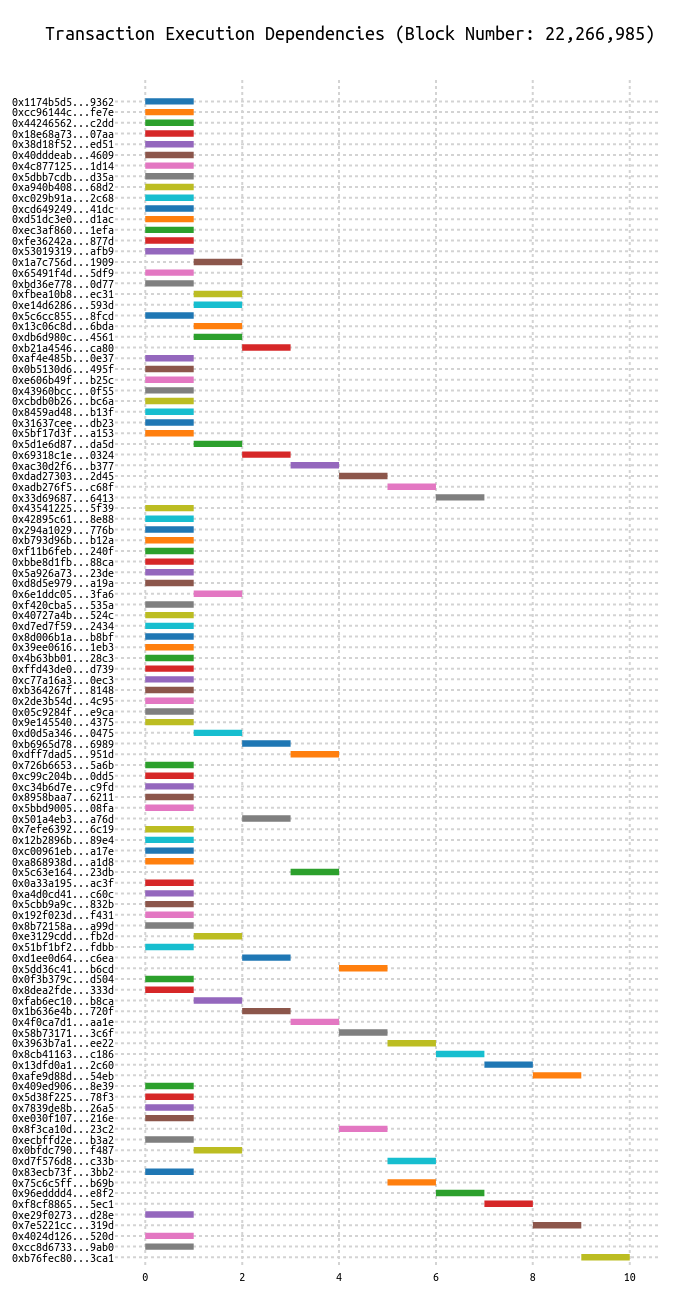 Transaction Execution Dependencies (Block Number: 22,266,985)
0x1174b5d5...9362
0xcc96144c...fe7e
0x44246562...c2dd
0x18e68a73...07aa
0x38d18f52...ed51
0x40dddeab...4609
0x4c877125...1d14
0x5dbb7cdb...d35a
0xa940b408...68d2
0xc029b91a...2c68
0xcd649249...41dc
0xd51dc3e0...d1ac
0xec3af860...1efa
0xfe36242a...877d
0x53019319...afb9
0x1a7c756d...1909
0x65491f4d...5df9
0xbd36e778...0d77
0xfbea10b8...ec31
0xe14d6286...593d
0x5c6cc855...8fcd
0x13c06c8d...6bda
0xdb6d980c...4561
0xb21a4546...ca80
0xaf4e485b...0e37
0x0b5130d6...495f
0xe606b49f...b25c
0x43960bcc...0f55
0xcbdb0b26...bc6a
0x8459ad48...b13f
0x31637cee...db23
0x5bf17d3f...a153
0x5d1e6d87...da5d
0x69318c1e...0324
0xac30d2f6...b377
0xdad27303...2d45
0xadb276f5...c68f
0x33d69687...6413
0x43541225...5f39
0x42895c61...8e88
0x294a1029...776b
0xb793d96b...b12a
0xf11b6feb...240f
0xbbe8d1fb...88ca
0x5a926a73...23de
0xd8d5e979...a19a
0x6e1ddc05...3fa6
0xf420cba5...535a
0x40727a4b...524c
0xd7ed7f59...2434
0x8d006b1a...b8bf
0x39ee0616...1eb3
0x4b63bb01...28c3
0xffd43de0...d739
0xc77a16a3...0ec3
0xb364267f...8148
0x2de3b54d...4c95
0x05c9284f...e9ca
0x9e145540...4375
0xd0d5a346...0475
0xb6965d78...6989
0xdff7dad5...951d
0x726b6653...5a6b
0xc99c204b...0dd5
0xc34b6d7e...c9fd
0x8958baa7...6211
0x5bbd9005...08fa
0x501a4eb3...a76d
0x7efe6392...6c19
0x12b2896b...89e4
0xc00961eb...a17e
0xa868938d...a1d8
0x5c63e164...23db
0x0a33a195...ac3f
0xa4d0cd41...c60c
0x5cbb9a9c...832b
0x192f023d...f431
0x8b72158a...a99d
0xe3129cdd...fb2d
0x51bf1bf2...fdbb
0xd1ee0d64...c6ea
0x5dd36c41...b6cd
0x0f3b379c...d504
0x8dea2fde...333d
0xfab6ec10...b8ca
0x1b636e4b...720f
0x4f0ca7d1...aa1e
0x58b73171...3c6f
0x3963b7a1...ee22
0x8cb41163...c186
0x13dfd0a1...2c60
0xafe9d88d...54eb
0x409ed906...8e39
0x5d38f225...78f3
0x7839de8b...26a5
0xe030f107...216e
0x8f3ca10d...23c2
0xecbffd2e...b3a2
0x0bfdc790...f487
0xd7f576d8...c33b
0x83ecb73f...3bb2
0x75c6c5ff...b69b
0x96edddd4...e8f2
0xf8cf8865...5ec1
0xe29f0273...d28e
0x7e5221cc...319d
0x4024d126...520d
0xcc8d6733...9ab0
0xb76fec80...3ca1
0 2 4 6 8 10